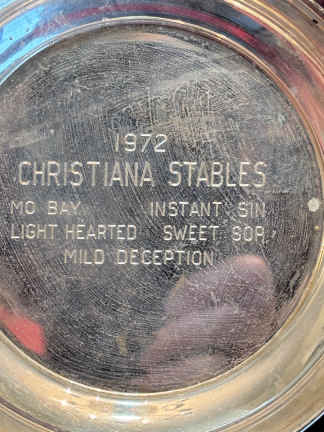 1972
CHRISTIANA STABLES
MO BAY INSTANT SIN
LIGHT HEARTED SWEET SOP
MILD DECEPTION